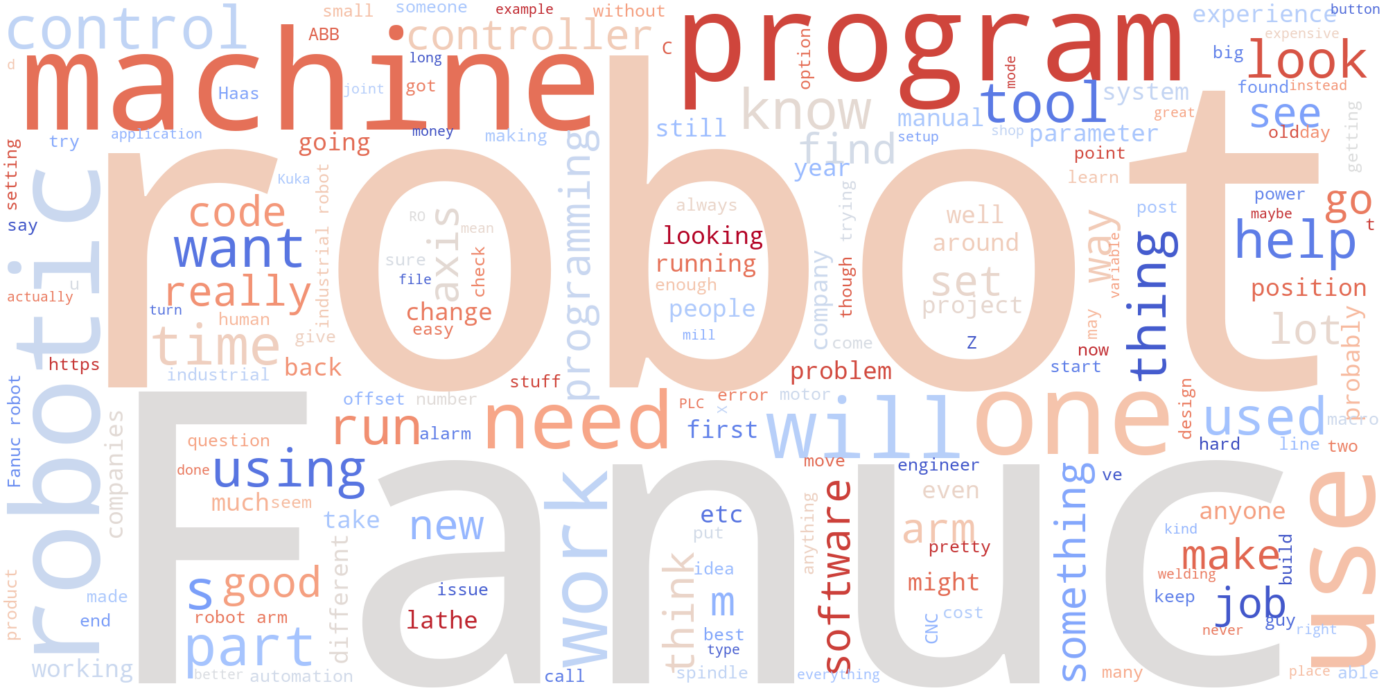 control
small
someone
example
without
program
experience
button
machine
ABB
controller
C
option
expensive
big
look
d
long
Haas
joint
got
mode
know
tool
system
found
instead
try
application
money
making
still
manual
setup
shop
great
parameter
see
old
day
getting
setting
going
programming
find
year
point
robotic
robot
Kuka
industrial robot
learn
power
go
say
code
want
RO
axis
mean
always
trying
well
way
post
maybe
t
help
u
sure
file
check
looking
running
company
around
variable
thing
actually
really
enough
though
set
position
turn
human
change
people
project
time
easy
give
mill
come
Z
may
lot
probably
https
industrial
back
stuff
problem
now
start
Fanuc robot
companies
Fanuc
offset
number
PLC
error
motor
design
run
alarm
need
x
first
will
one
used
macro
question
hard
line
two
done
using
move
engineer
ve
use
much
seem
work
etc
anything
software
even
something
anyone
take
new
put
arm
kind
different
think
pretty
make
build
product
made
s
good
issue
idea
might
welding
end
robot arm
lathe
m
CNC
cost
keep
job
guy
part
best
type
never
right
working
better
automation
call
spindle
everything
many
place
able